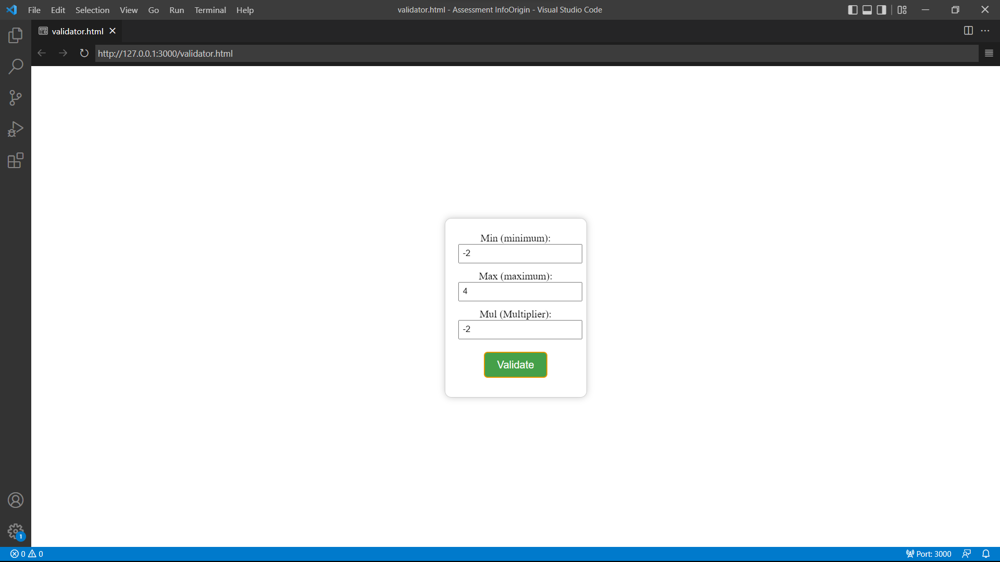 File Edit Selection View Go Run Terminal Help
validator.html - Assessment InfoOrigin - Visual Studio Code
validator.html
http://127.0.0.1:3000/validator.html
Min (minimum):
-2
Max (maximum):
4
Mul (Multiplier):
-2
Validate
1
0 0
Port: 3000